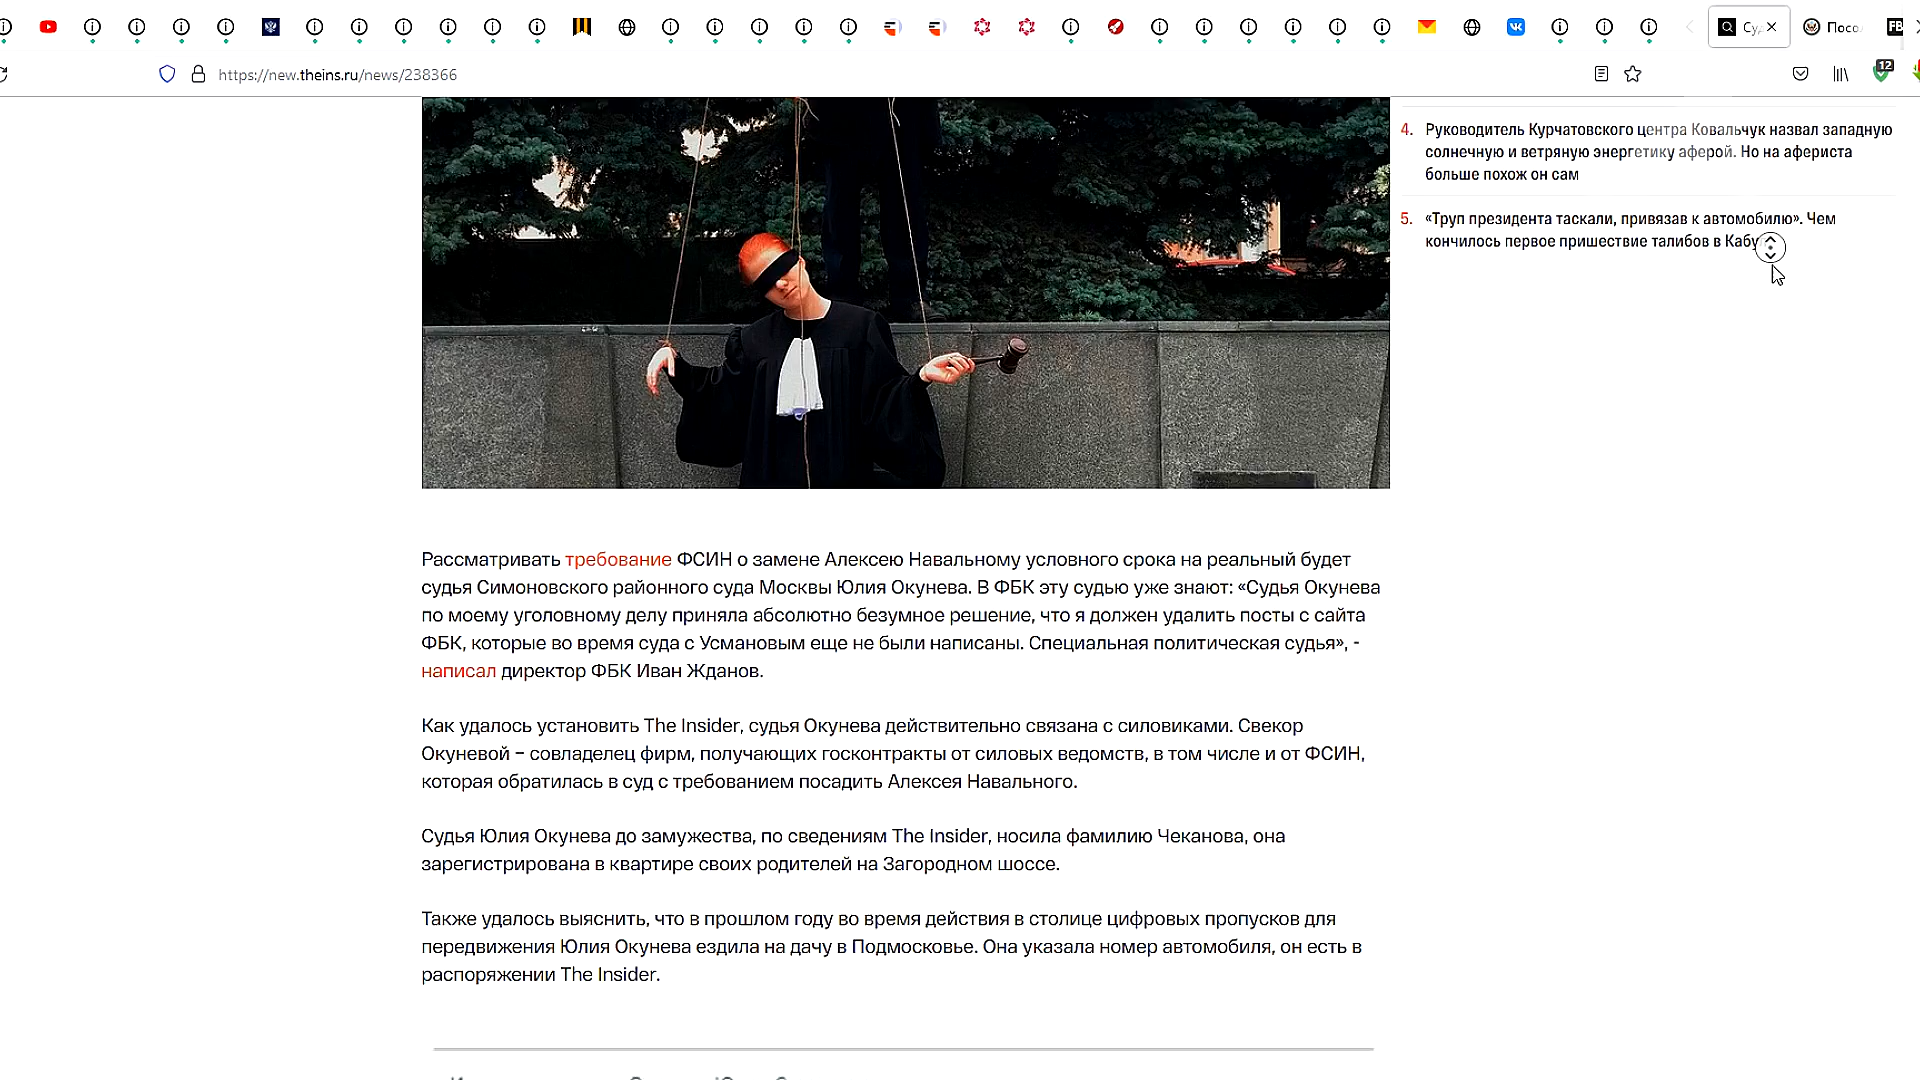 Су
Посо
FB
https://new.theins.ru/news/238366
12
4. Руководитель Курчатовского центра Ковальчук назвал западную
солнечную и ветряную энергетику аферой. Но на афериста
больше похож он сам
5. «Труп президента таскали, привязав к автомобилю». Чем
кончилось первое пришествие талибов в
Рассматривать требование ФСИН о замене Алексею Навальному условного срока на реальный будет
судья Симоновского районного суда Москвы Юлия Окунева. В ФБК эту судью уже знают: «Судья Окунева
по моему уголовному делу приняла абсолютно безумное решение, что я должен удалить посты с сайта
ФБК, которые во время суда с Усмановым еще не были написаны. Специальная политическая судья», -
написал директор ФБК Иван Жданов.
Как удалось установить The Insider, судья Окунева действительно связана с силовиками. Свекор
Окуневой – совладелец фирм, получающих госконтракты от силовых ведомств, в том числе и от ФСИН,
которая обратилась в суд с требованием посадить Алексея Навального.
Судья Юлия Окунева до замужества, по сведениям The Insider, носила фамилию Чеканова, она
зарегистрирована в квартире своих родителей на Загородном шоссе.
Также удалось выяснить, что в прошлом году во время действия в столице цифровых пропусков для
передвижения Юлия Окунева ездила на дачу в Подмосковье. Она указала номер автомобиля, он есть в
распоряжении The Insider.